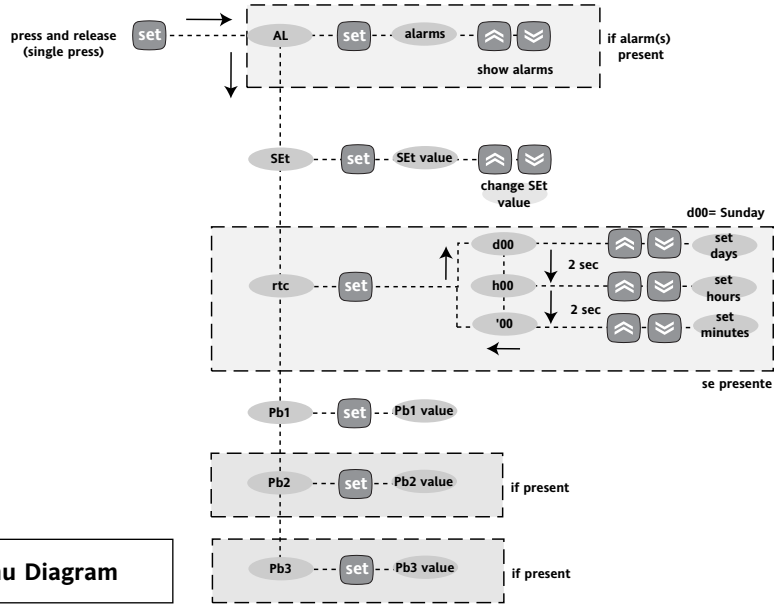 press and release
(single press)
set
AL
set
alarms
show alarms
if alarm(s)
present
SEt
set
SEt value
change SEt
value
d00= Sunday
rtc
set
d00
2 sec
set
days
h00
2 sec
set
hours
'00
set
minutes
se presente
Pb1
set
Pb1 value
Pb2
set
Pb2 value
if present
Pb3
set
Pb3 value
if present
Diagram